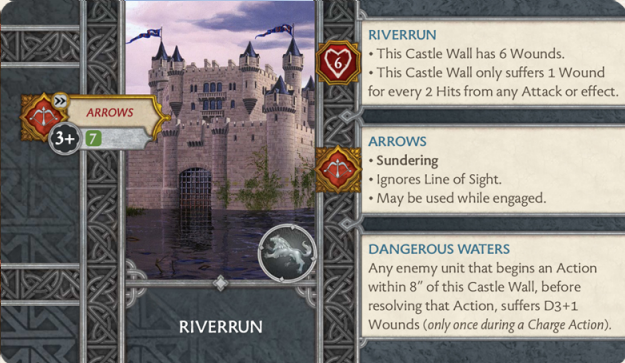 ARROWS
3+ 7
RIVERRUN
6
RIVERRUN
• This Castle Wall has 6 Wounds.
• This Castle Wall only suffers 1 Wound
for every 2 Hits from any Attack or effect.
ARROWS
• Sundering
• Ignores Line of Sight.
• May be used while engaged.
DANGEROUS WATERS
Any enemy unit that begins an Action
within 8" of this Castle Wall, before
resolving that Action, suffers D3+1
Wounds (only once during a Charge Action).